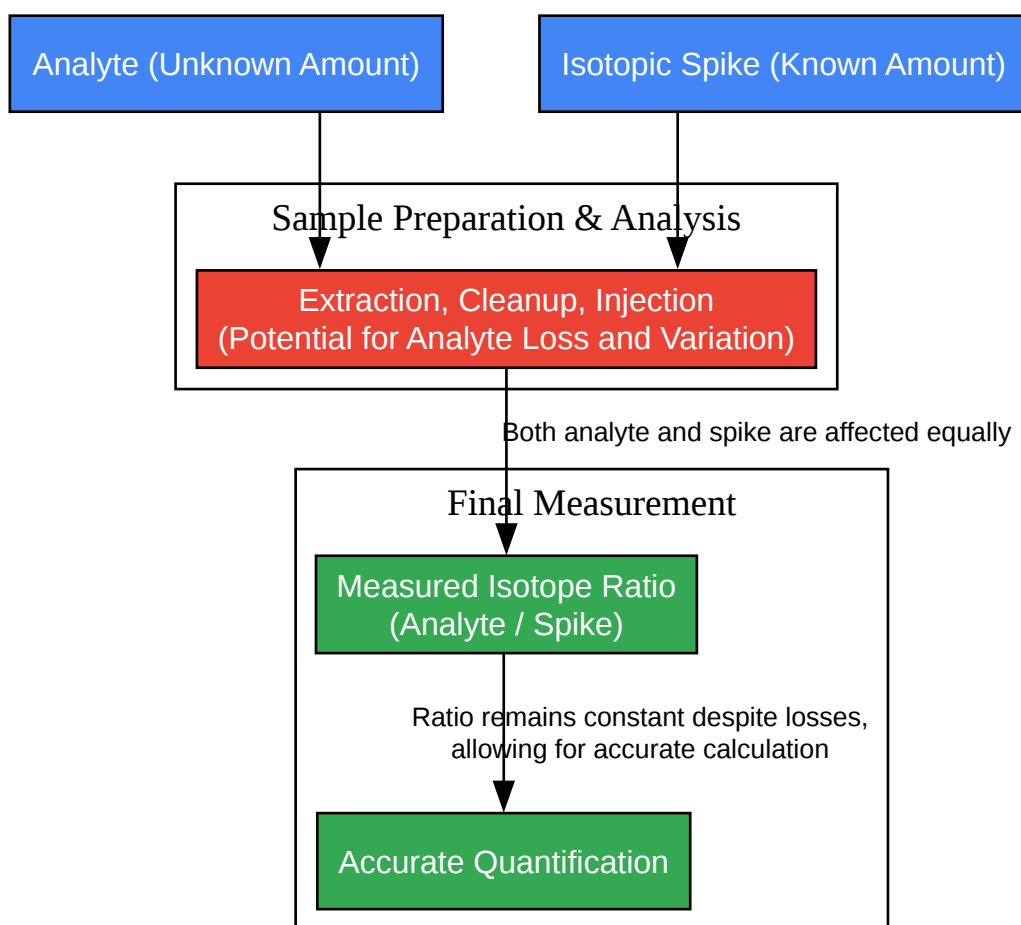 Analyte (Unknown Amount)
Isotopic Spike (Known Amount)
Sample Preparation & Analysis
Extraction, Cleanup, Injection
(Potential for Analyte Loss and Variation)
Both analyte and spike are affected equally
Final Measurement
Measured Isotope Ratio
(Analyte / Spike)
Ratio remains constant despite losses,
allowing for accurate calculation
Accurate Quantification